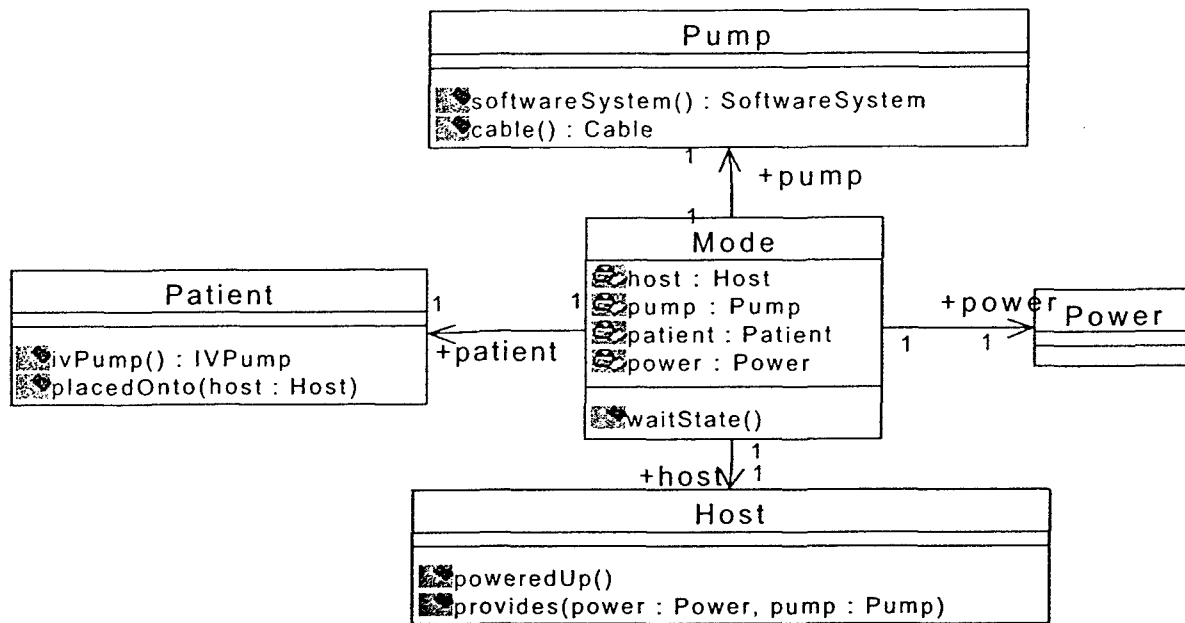 Pump
softwareSystem() : SoftwareSystem
cable() : Cable
1
+pump
1
Mode
host : Host
pump : Pump
patient : Patient
power : Power
waitState()
Patient
ivPump() : IVPump
placedOnto(host : Host)
1
1
+patient
+power
1
1
Power
1
+host
1
Host
poweredUp()
provides(power : Power, pump : Pump)